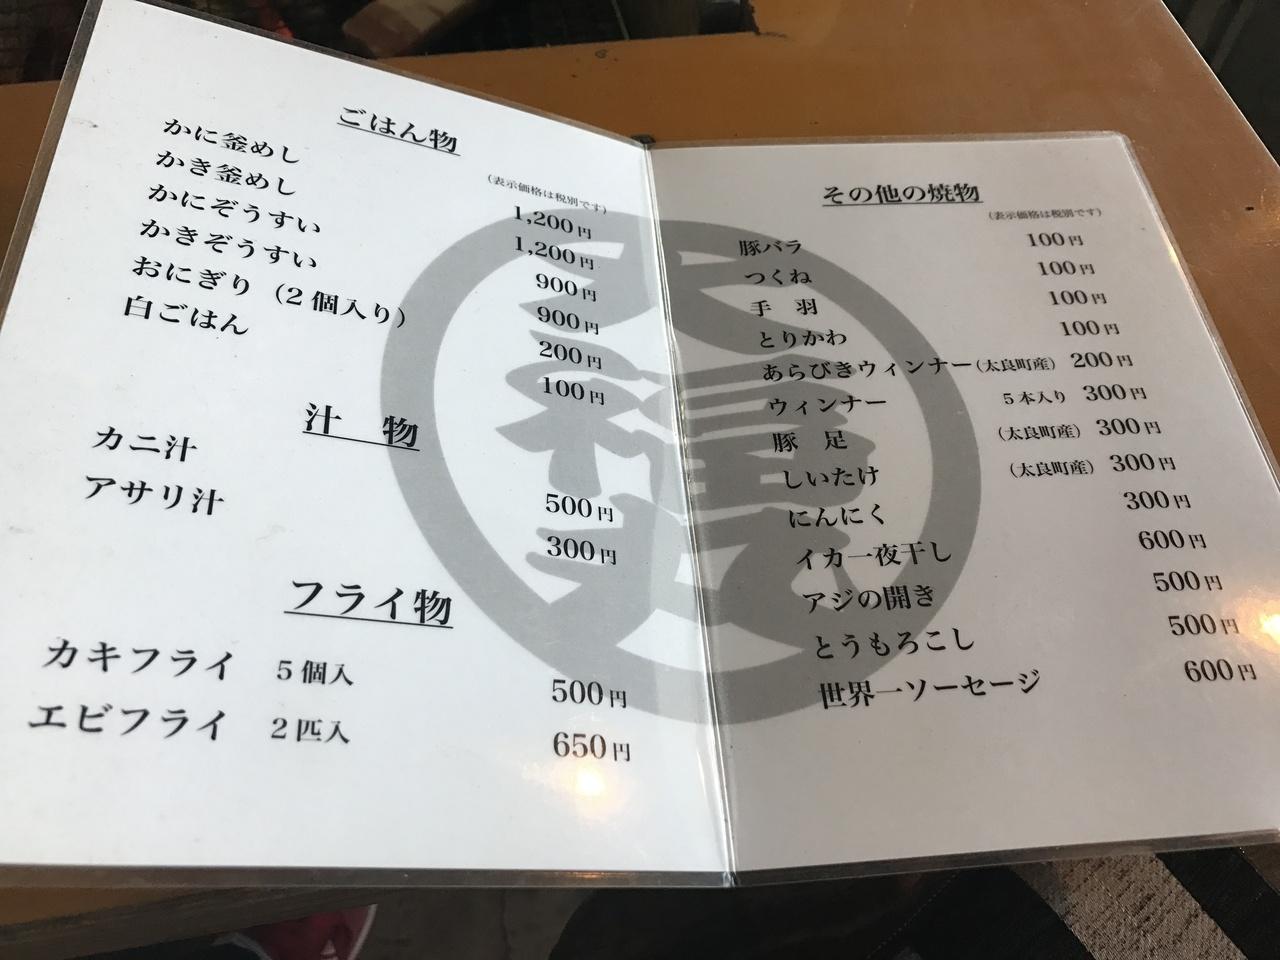 ごはん物
(表示価格は税別です)
かに釜めし 1,200円
かき釜めし 1,200円
かにぞうすい 900円
かきぞうすい 900円
おにぎり(2個入り) 200円
白ごはん 100円
汁 物
カニ汁 500円
アサリ汁 300円
フライ物
カキフライ 5個入 500円
エビフライ 2匹入 650円
その他の焼物
(表示価格は税別です)
豚バラ 100円
つくね 100円
手 羽 100円
とりかわ 100円
あらびきウィンナー(太良町産) 200円
ウィンナー 5本入り 300円
豚 足 (太良町産) 300円
しいたけ (太良町産) 300円
にんにく 300円
イカ一夜干し 600円
アジの開き 500円
とうもろこし 500円
世界一ソーセージ 600円